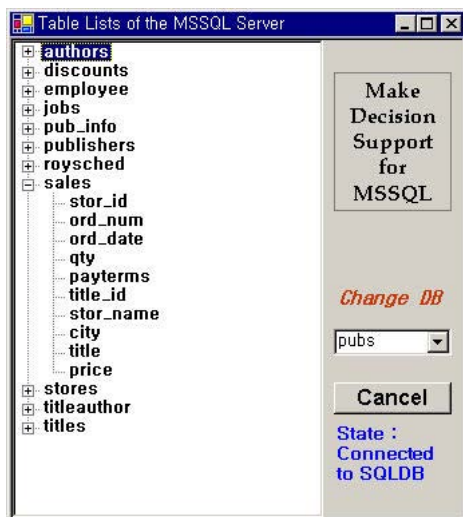 Table Lists of the MSSQL Server
authors
discounts
employee
jobs
pub_info
publishers
roysched
sales
stor_id
ord_num
ord_date
qty
payterms
title_id
stor_name
city
title
price
stores
titleauthor
titles
Make
Decision
Support
for
MSSQL
Change DB
pubs
Cancel
State :
Connected
to SQLDB